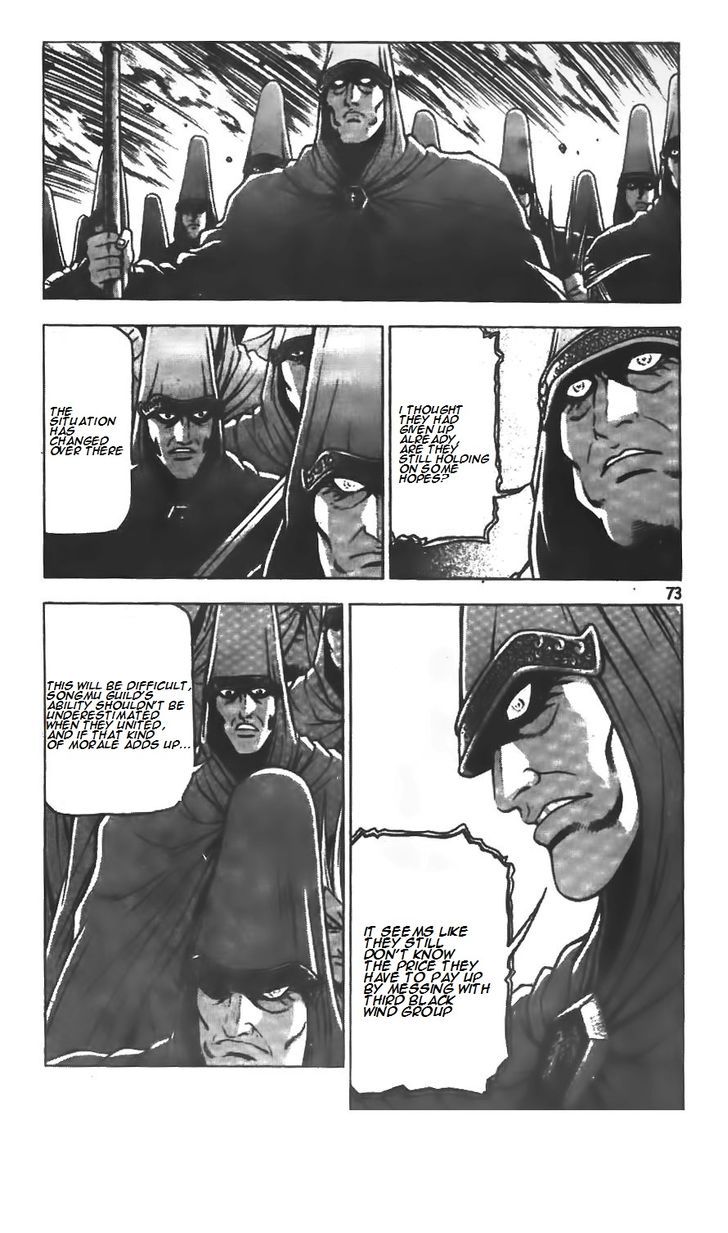 THE
SITUATION
HAS
CHANGED
OVER THERE
I THOUGHT
THEY HAD
GIVEN UP
ALREADY,
ARE THEY
STILL HOLDING
ON SOME
HOPES?
73
THIS WILL BE DIFFICULT,
SONGMU GUILD'S
ABILITY SHOULDN'T BE
UNDERESTIMATED
WHEN THEY UNITED,
AND IF THAT KIND
OF MORALE ADDS UP...
IT SEEMS LIKE
THEY STILL
DON'T KNOW
THE PRICE THEY
HAVE TO PAY UP
BY MESSING WITH
THIRD BLACK
WIND GROUP